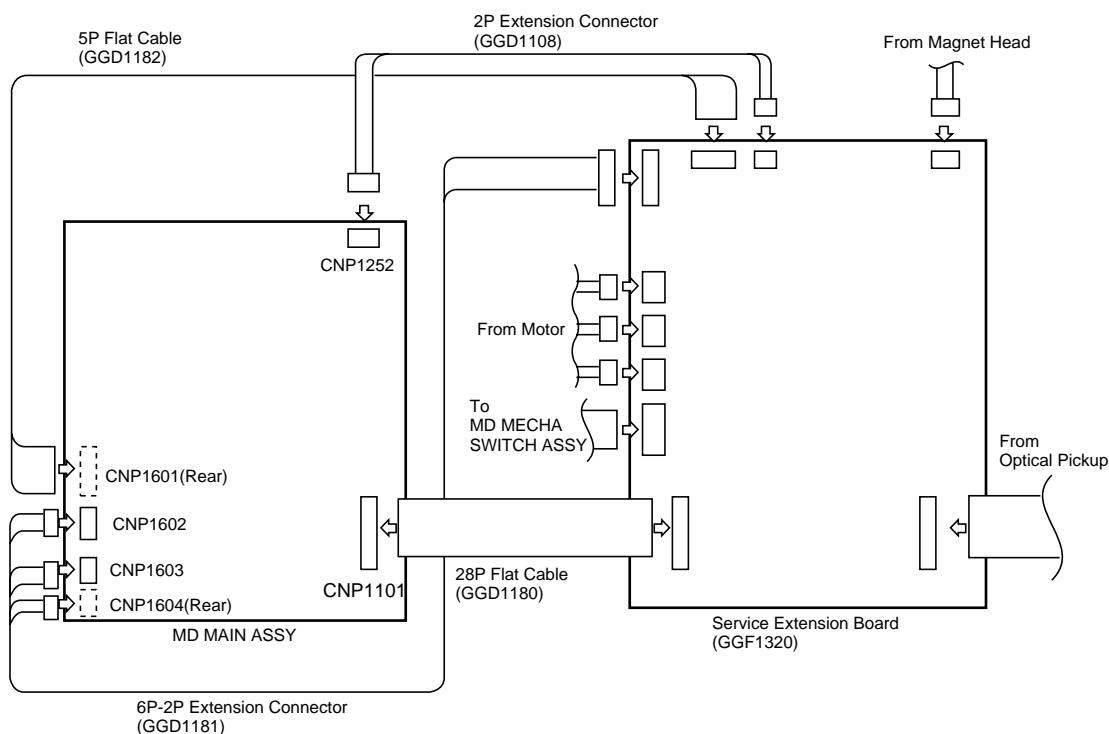 2P Extension Connector
(GGD1108)
5P Flat Cable
(GGD1182)
From Magnet Head
CNP1252
From Motor
To
MD MECHA
SWITCH ASSY
From
Optical Pickup
CNP1601(Rear)
CNP1602
CNP1603
CNP1604(Rear)
CNP1101
28P Flat Cable
(GGD1180)
MD MAIN ASSY
Service Extension Board
(GGF1320)
6P-2P Extension Connector
(GGD1181)